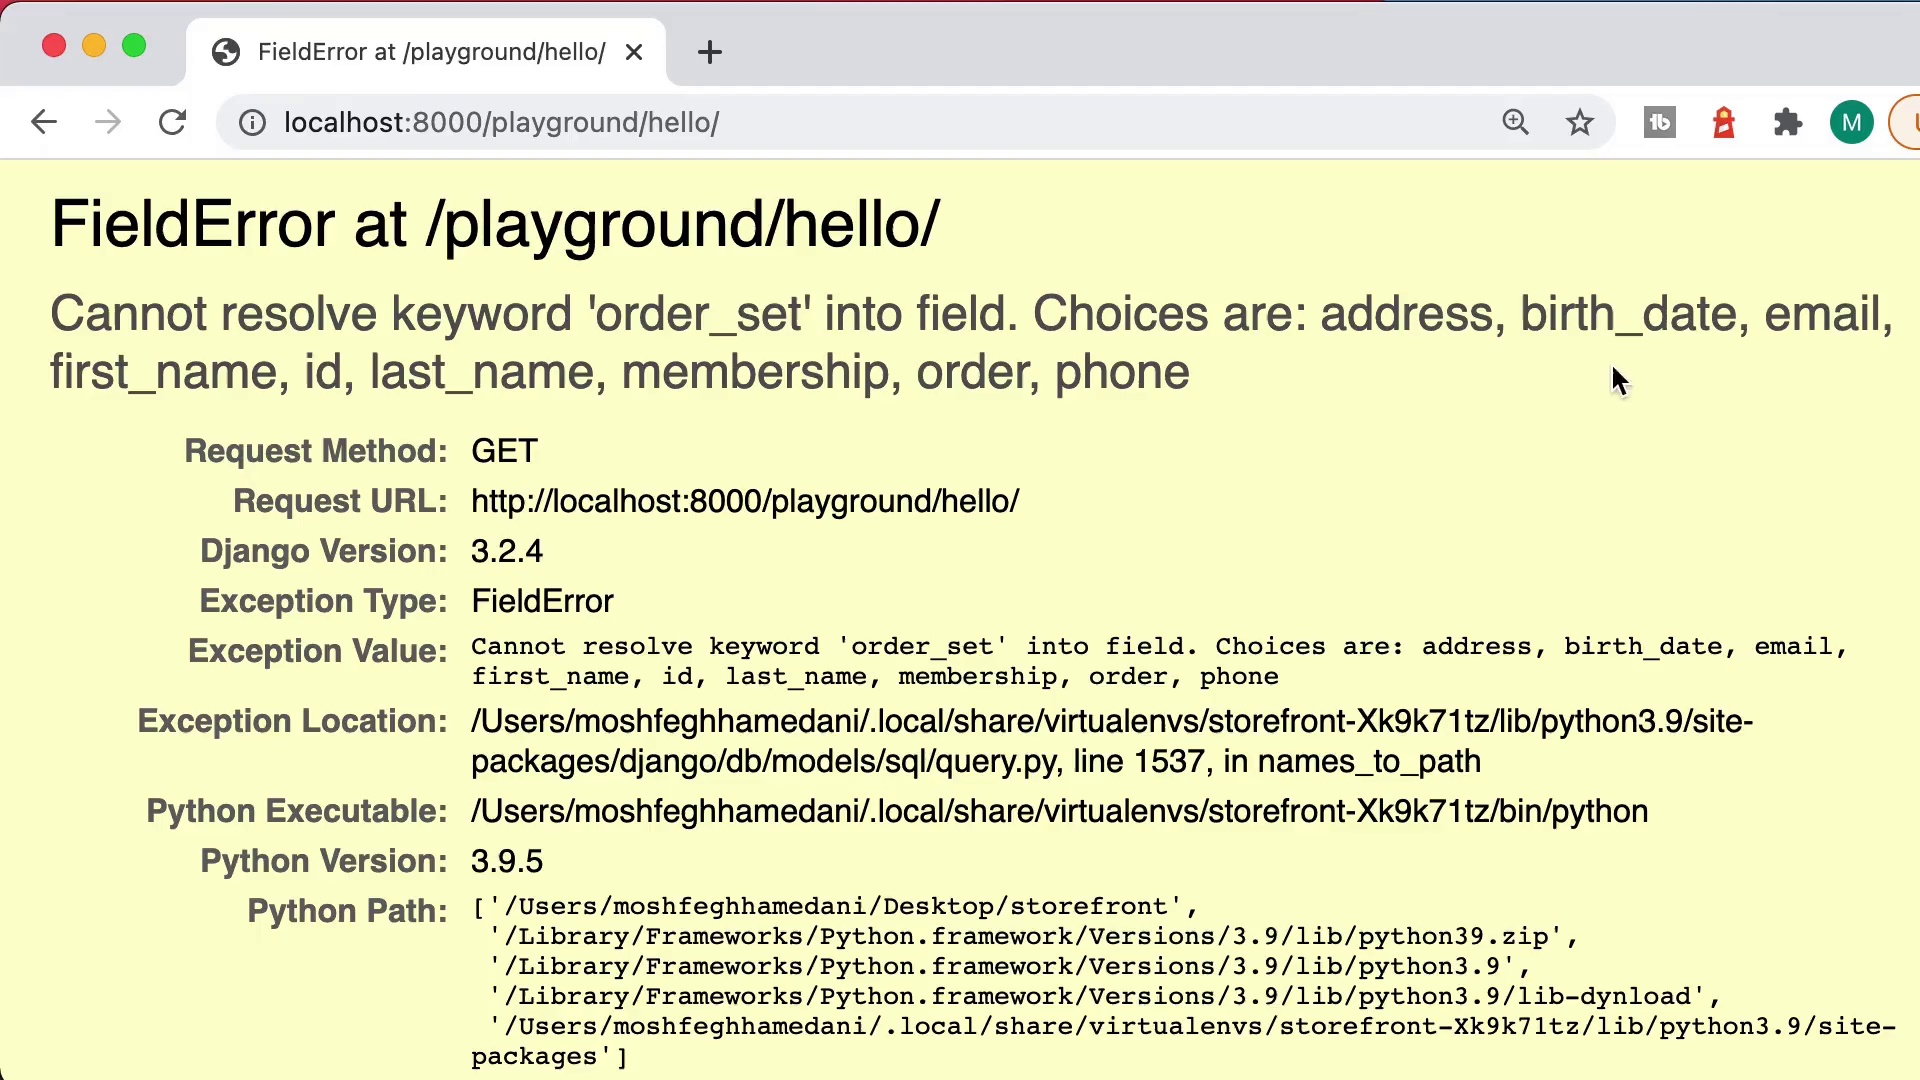 FieldError at /playground/hello/
localhost:8000/playground/hello/
M
FieldError at /playground/hello/
Cannot resolve keyword 'order_set' into field. Choices are: address, birth_date, email,
first_name, id, last_name, membership, order, phone
Request Method: GET
Request URL: http://localhost:8000/playground/hello/
Django Version: 3.2.4
Exception Type: FieldError
Exception Value: Cannot resolve keyword 'order_set' into field. Choices are: address, birth_date, email,
first_name, id, last_name, membership, order, phone
Exception Location: /Users/moshfeghhamedani/.local/share/virtualenvs/storefront-Xk9k71tz/lib/python3.9/site-
packages/django/db/models/sql/query.py, line 1537, in names_to_path
Python Executable: /Users/moshfeghhamedani/.local/share/virtualenvs/storefront-Xk9k71tz/bin/python
Python Version: 3.9.5
Python Path: ['/Users/moshfeghhamedani/Desktop/storefront',
'/Library/Frameworks/Python.framework/Versions/3.9/lib/python39.zip',
'/Library/Frameworks/Python.framework/Versions/3.9/lib/python3.9',
'/Library/Frameworks/Python.framework/Versions/3.9/lib/python3.9/lib-dynload',
'/Users/moshfeghhamedani/.local/share/virtualenvs/storefront-Xk9k71tz/lib/python3.9/site-
packages']